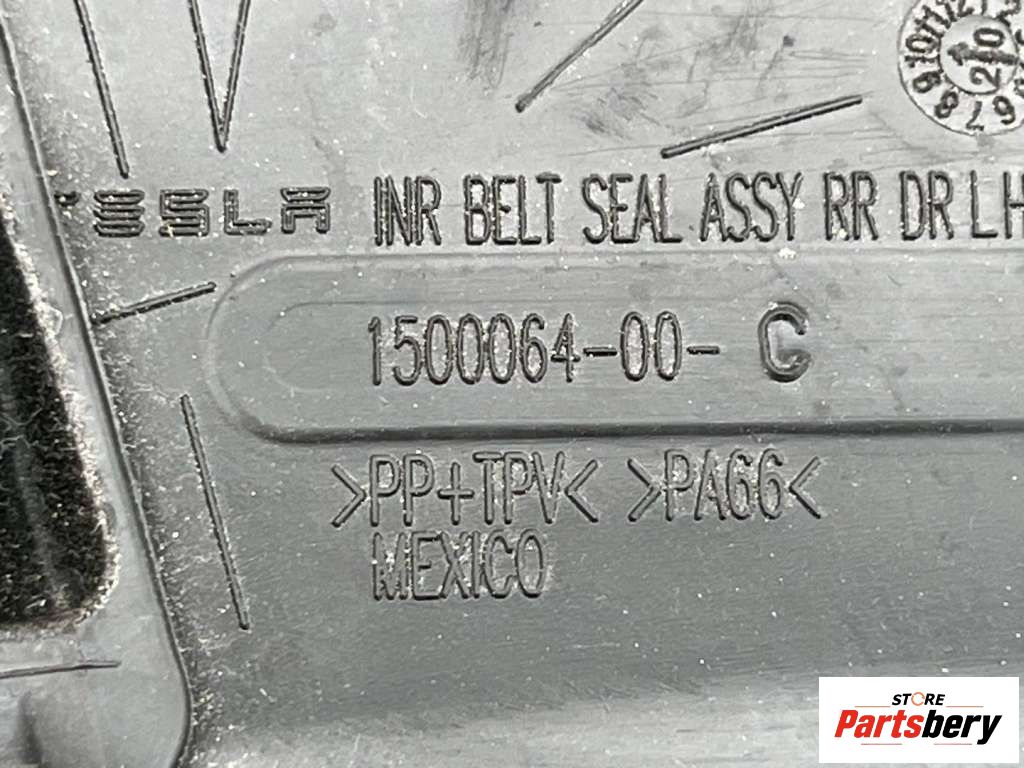 TESLA INR BELT SEAL ASSY RR DR LH
1500064-00- C
>PP+TPV< >PA66<
MEXICO
STORE
Partsbery